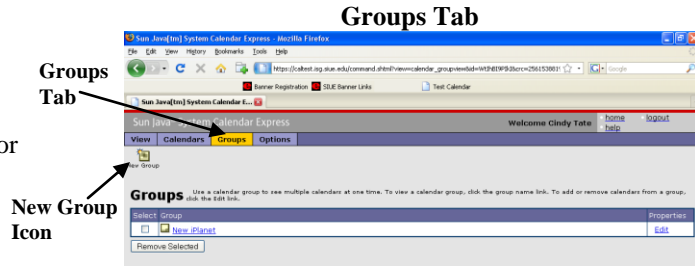 Groups Tab
Sun Java[tm] System Calendar Express - Mozilla Firefox
File Edit View History Bookmarks Tools Help
Google
Banner Registration SIUE Banner Links Test Calendar
Groups
Tab
Sun Java[tm] System Calendar E...
Sun Java System Calendar Express Welcome Cindy Tate home logout
help
View Calendars Groups Options
or
New Group
Groups Use a calendar group to see multiple calendars at one time. To view a calendar group, click the group name link. To add or remove calendars from a group,
click the Edit link.
New Group
Icon
Select Group Properties
New iPlanet Edit
Remove Selected